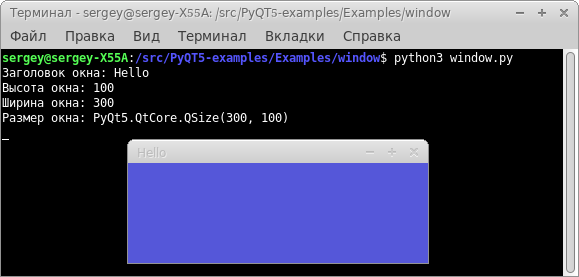 Терминал - sergey@sergey-X55A: /src/PyQT5-examples/Examples/window
Файл Правка Вид Терминал Вкладки Справка
sergey@sergey-X55A:/src/PyQT5-examples/Examples/window$ python3 window.py
Заголовок окна: Hello
Высота окна: 100
Ширина окна: 300
Размер окна: PyQt5.QtCore.QSize(300, 100)
Hello